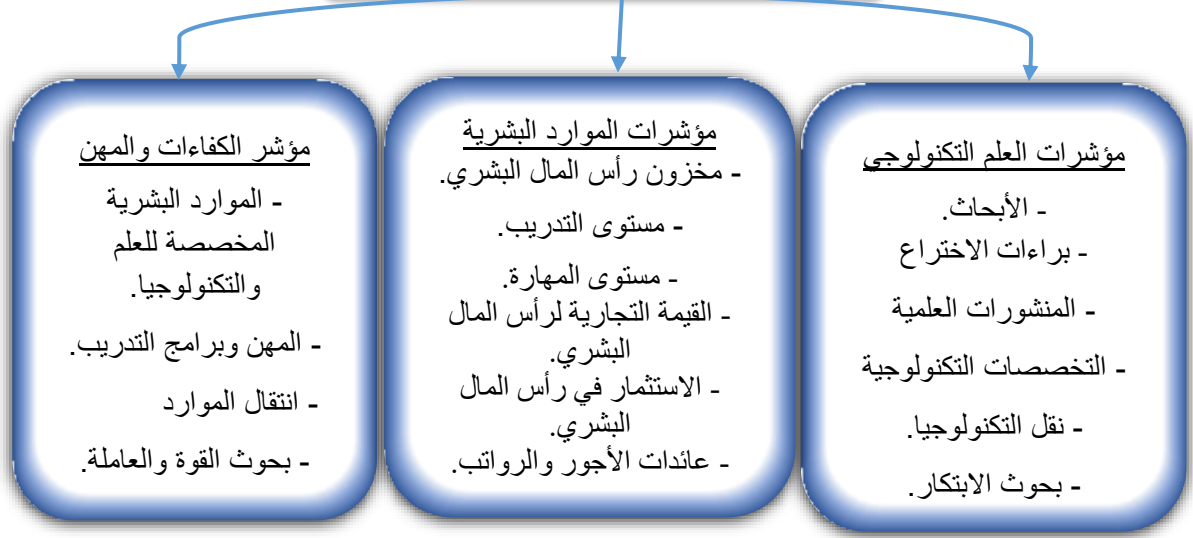 مؤشرات العلم التكنولوجي
- الأبحاث.
- براءات الاختراع
- المنشورات العلمية
- التخصصات التكنولوجية
- نقل التكنولوجيا.
- بحوث الابتكار.
مؤشرات الموارد البشرية
- مخزون رأس المال البشري.
- مستوى التدريب.
- مستوى المهارة.
- القيمة التجارية لرأس المال
البشري.
- الاستثمار في رأس المال
البشري.
- عائدات الأجور والرواتب.
مؤشر الكفاءات والمهن
- الموارد البشرية
المخصصة للعلم
والتكنولوجيا.
- المهن وبرامج التدريب.
- انتقال الموارد
- بحوث القوة والعاملة.